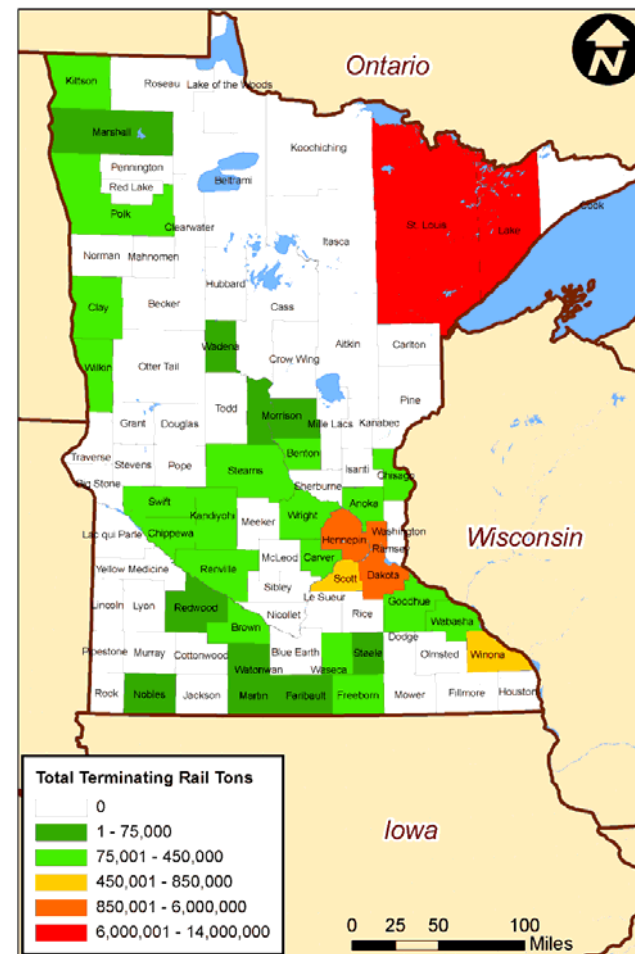 N
Ontario
Kittson
Roseau
Lake of the Woods
Marshall
Koochiching
Pennington
Beltrami
Red Lake
Polk
Clearwater
St. Louis
Lake
Cook
Itasca
Norman
Mahnomen
Hubbard
Clay
Becker
Cass
Wadena
Aitkin
Carlton
Wilkin
Otter Tail
Crow Wing
Todd
Morrison
Mille Lacs
Kanabec
Pine
Grant
Douglas
Traverse
Stevens
Pope
Stearns
Benton
Isanti
Chisago
Big Stone
Sherburne
Anoka
Swift
Kandiyohi
Meeker
Wright
Washington
Wisconsin
Lac qui Parle
Chippewa
Hennepin
Ramsey
Yellow Medicine
Renville
McLeod
Carver
Scott
Dakota
Sibley
Le Sueur
Goodhue
Lincoln
Lyon
Redwood
Nicollet
Rice
Wabasha
Brown
Dodge
Pipestone
Murray
Cottonwood
Watonwan
Blue Earth
Waseca
Steele
Olmsted
Winona
Rock
Nobles
Jackson
Martin
Faribault
Freeborn
Mower
Fillmore
Houston
Iowa
Total Terminating Rail Tons
0
1 - 75,000
75,001 - 450,000
450,001 - 850,000
850,001 - 6,000,000
6,000,001 - 14,000,000
0 25 50 100
Miles